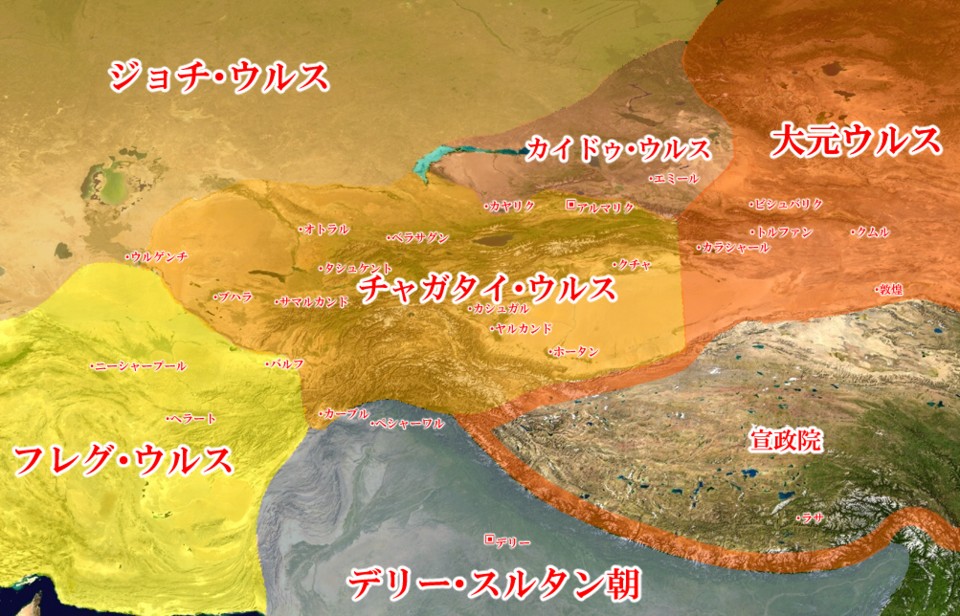 ジョチ・ウルス
カイドゥ・ウルス
大元ウルス
・エミール
・カヤリク
アルマリク
・ビシュバリク
・オトラル
・ベラサグン
・トルファン
・クムル
・カラシャール
・ウルゲンチ
・タシュケント
・クチャ
チャガタイ・ウルス
・敦煌
・ブハラ
・サマルカンド
・カシュガル
・ヤルカンド
・ホータン
・ニーシャープール
・バルフ
・ヘラート
・カーブル
・ペシャーワル
宣政院
フレグ・ウルス
・ラサ
デリー
デリー・スルタン朝